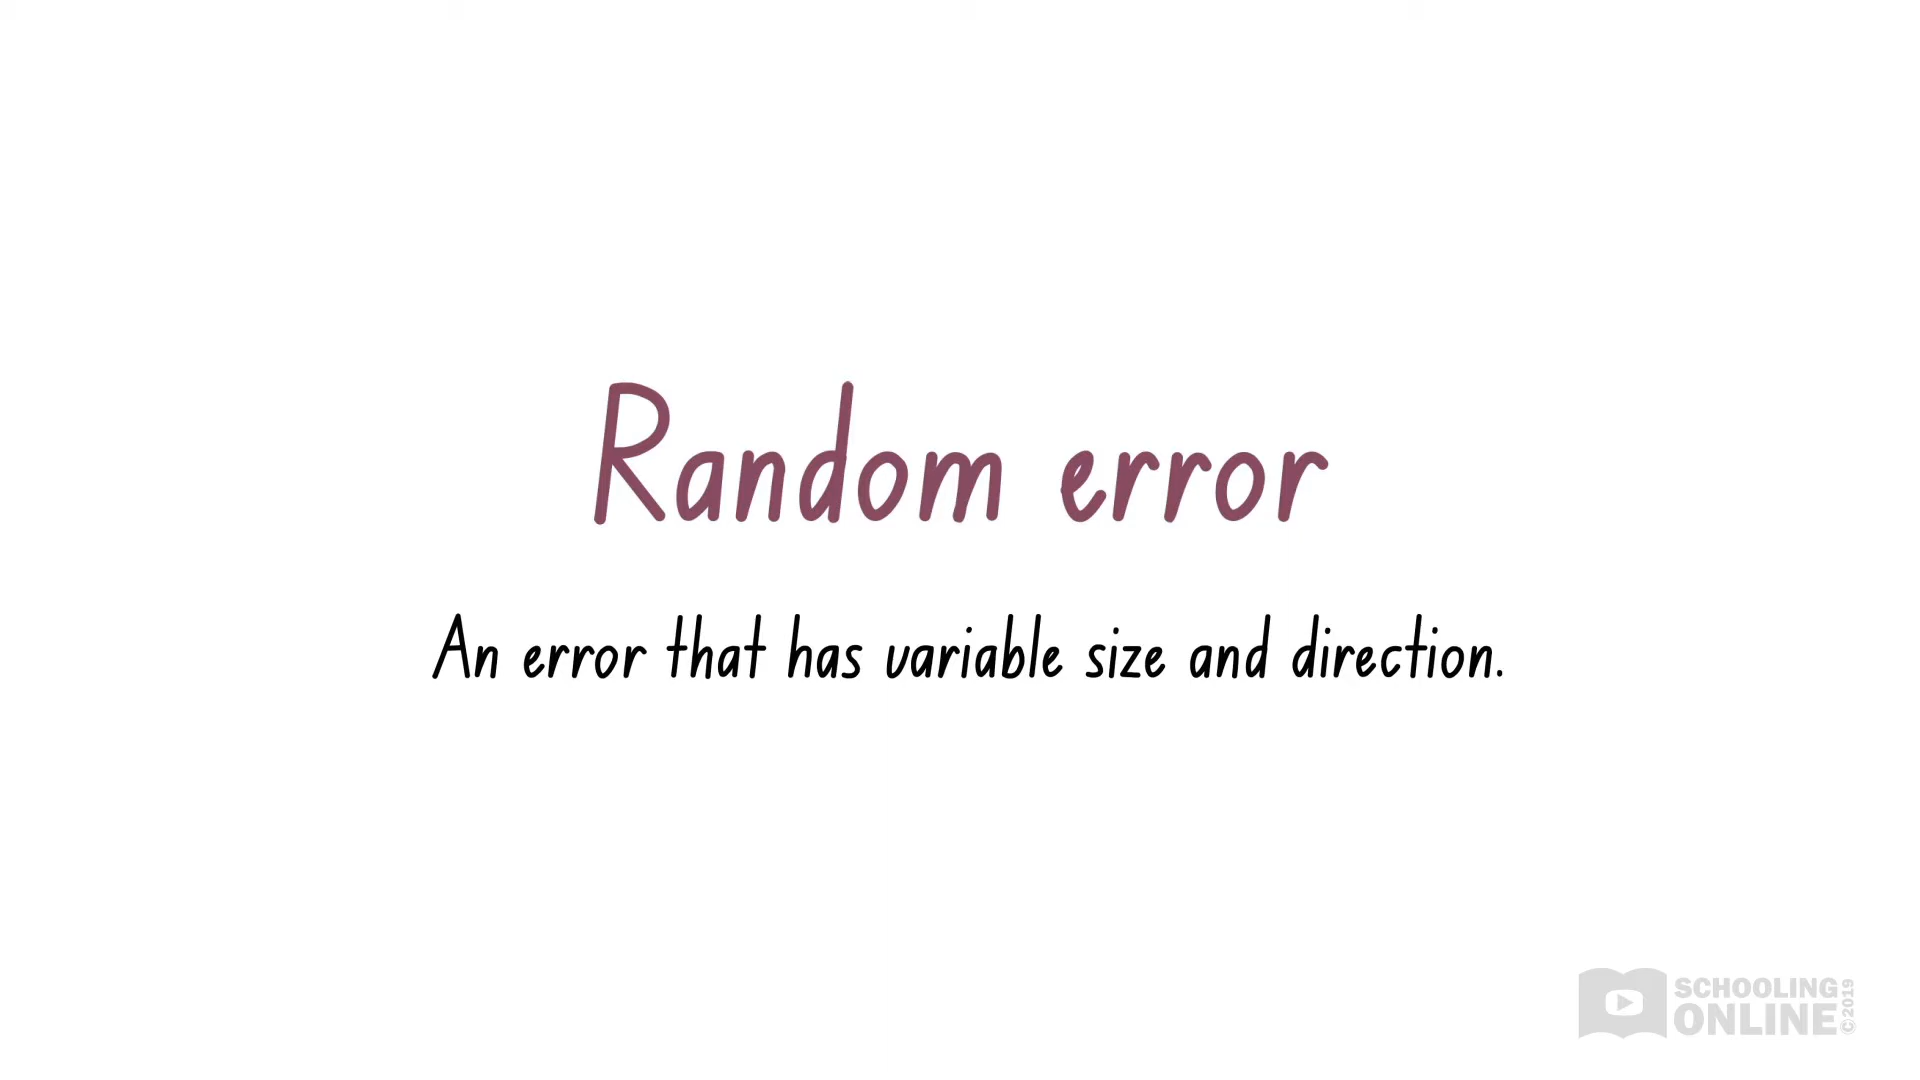 Random error
An error that has variable size and direction.
SCHOOLING
ONLINE
©2019